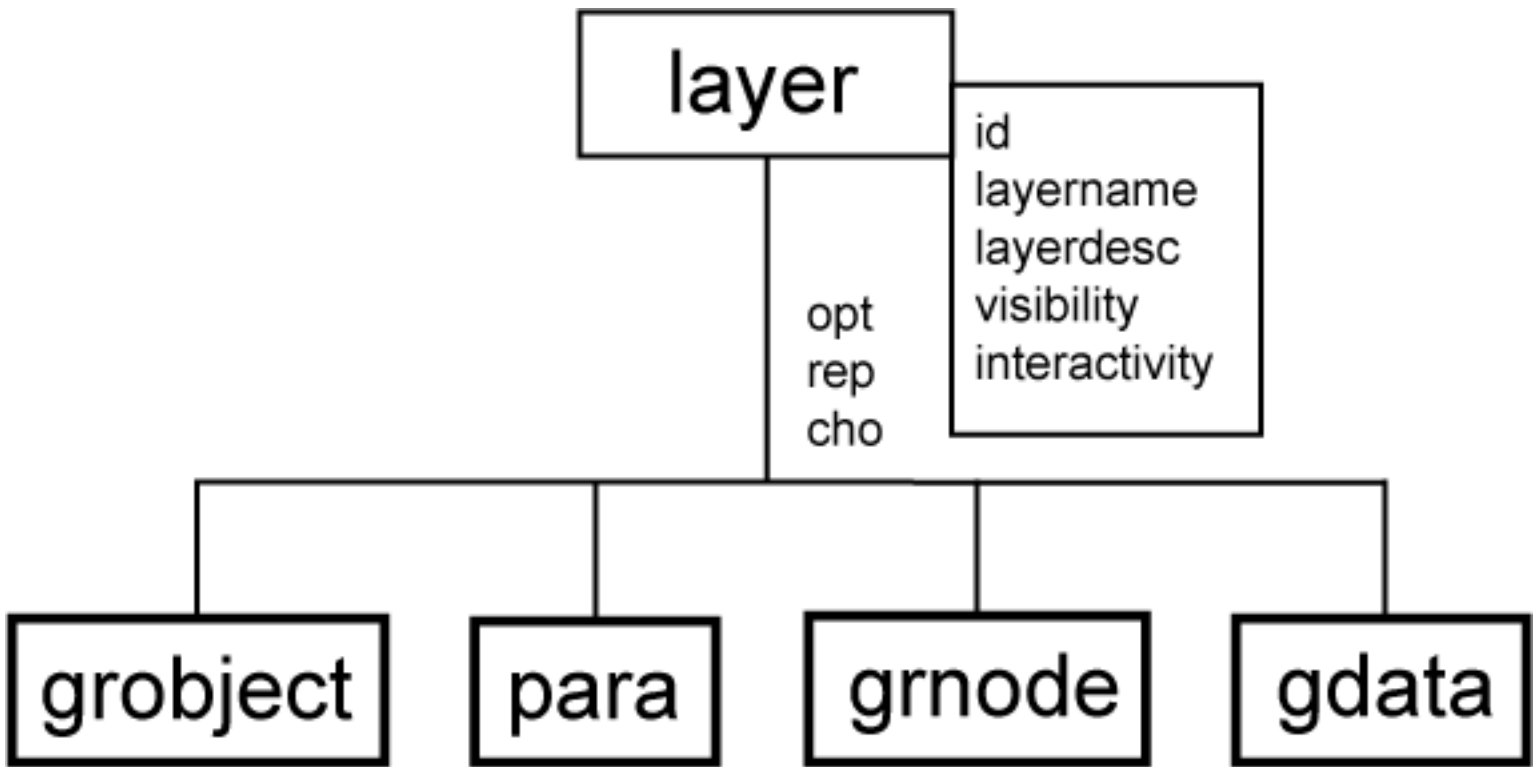 layer
id
layername
layerdesc
visibility
interactivity
opt
rep
cho
grobject
para
grnode
gdata